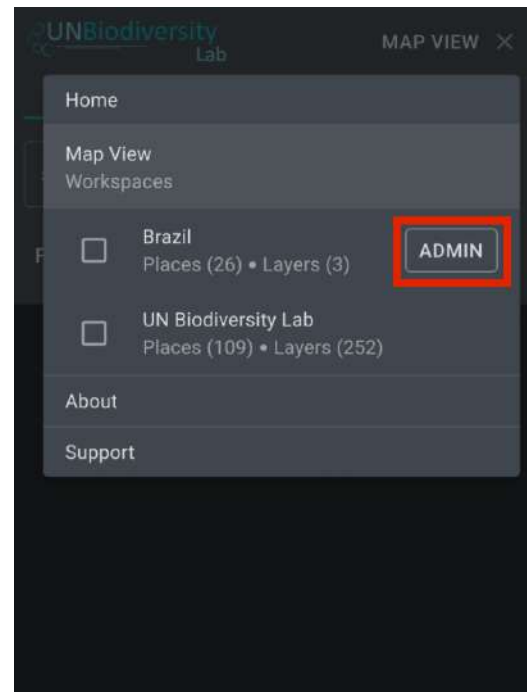 UNBiodiversity
Lab
MAP VIEW
Home
Map View
Workspaces
Brazil
Places (26) • Layers (3)
ADMIN
UN Biodiversity Lab
Places (109) • Layers (252)
About
Support